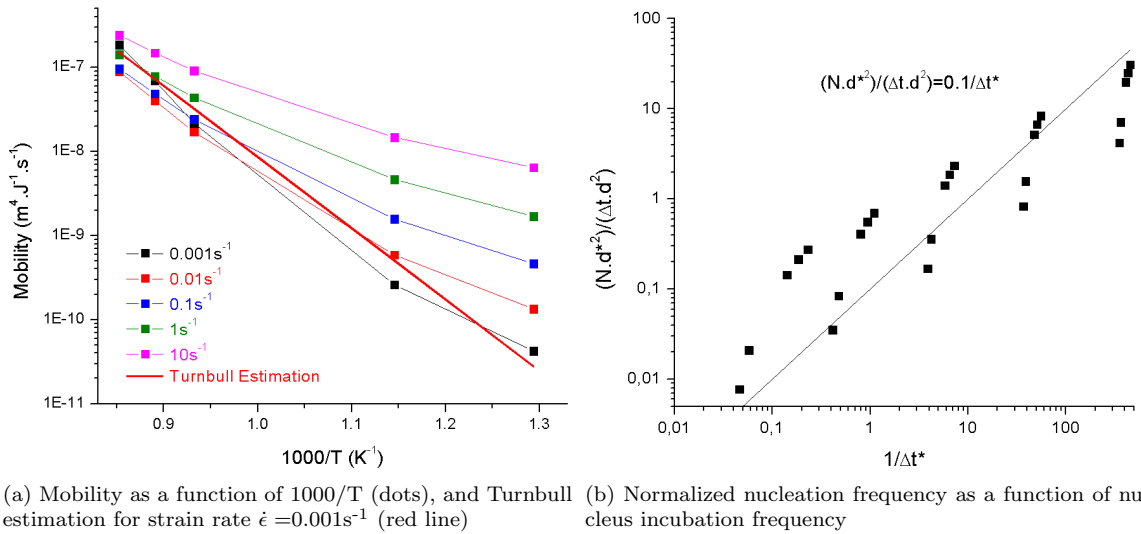 1E-7
1E-8
1E-9
1E-10
1E-11
Mobility (m⁴.J⁻¹.s⁻¹)
0.001s⁻¹
0.01s⁻¹
0.1s⁻¹
1s⁻¹
10s⁻¹
Turnbull Estimation
0.9 1.0 1.1 1.2 1.3
1000/T (K⁻¹)
100
10
1
0,1
0,01
(N.d*²)/(Δt.d²)
(N.d*²)/(Δt.d²)=0.1/Δt*
0,01 0,1 1 10 100
1/Δt*
(a) Mobility as a function of 1000/T (dots), and Turnbull
estimation for strain rate ε̇ =0.001s⁻¹ (red line)
(b) Normalized nucleation frequency as a function of nu
cleus incubation frequency